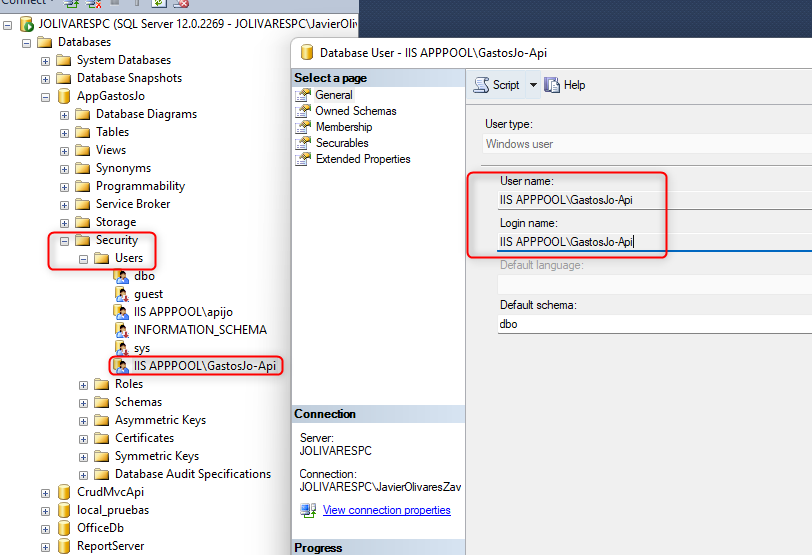 Connect
JOLIVARESPC (SQL Server 12.0.2269 - JOLIVARESPC\JavierOliv
Databases
System Databases
Database Snapshots
AppGastosJo
Database Diagrams
Tables
Views
Synonyms
Programmability
Service Broker
Storage
Security
Users
dbo
guest
IIS APPPOOL\apijo
INFORMATION_SCHEMA
sys
IIS APPPOOL\GastosJo-Api
Roles
Schemas
Asymmetric Keys
Certificates
Symmetric Keys
Database Audit Specifications
CrudMvcApi
local_pruebas
OfficeDb
ReportServer
Database User - IIS APPPOOL\GastosJo-Api
Select a page
General
Owned Schemas
Membership
Securables
Extended Properties
Connection
Server:
JOLIVARESPC
Connection:
JOLIVARESPC\JavierOlivaresZav
View connection properties
Progress
Script Help
User type:
Windows user
User name:
IIS APPPOOL\GastosJo-Api
Login name:
IIS APPPOOL\GastosJo-Api
Default language:
Default schema:
dbo